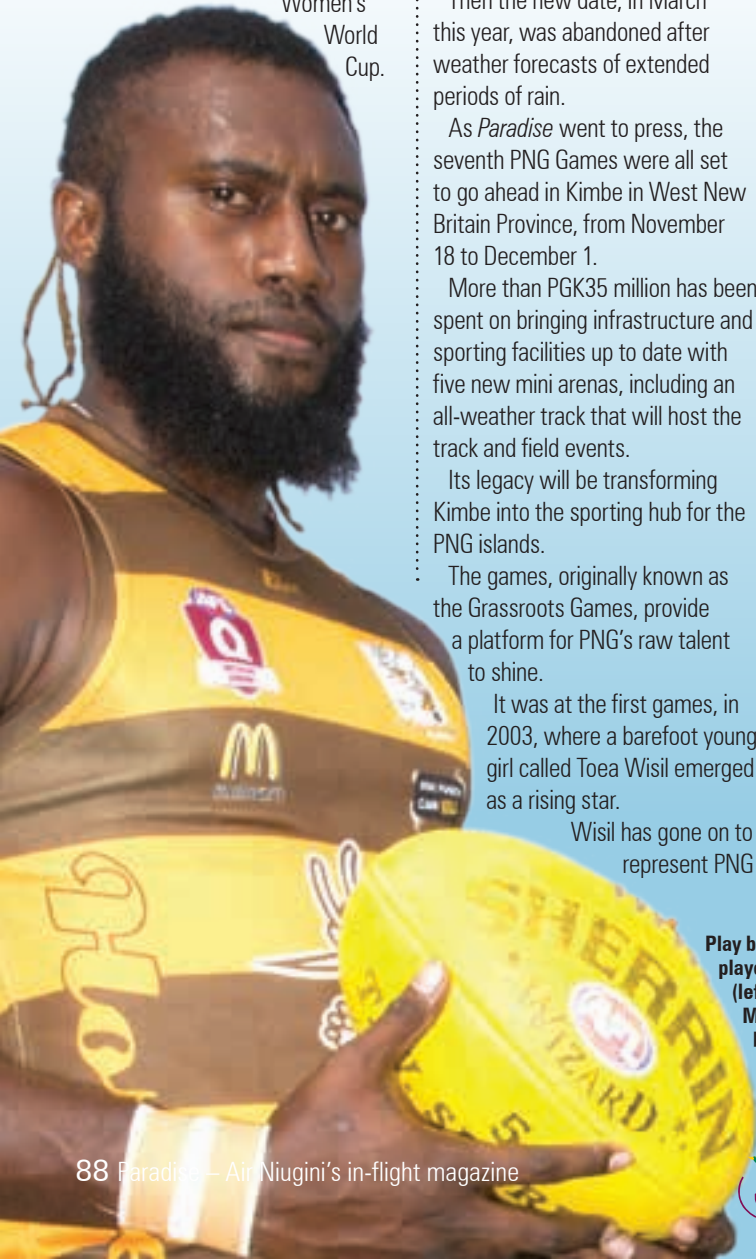 Women's
World
Cup.
Then the new date, in March
this year, was abandoned after
weather forecasts of extended
periods of rain.
As Paradise went to press, the
seventh PNG Games were all set
to go ahead in Kimbe in West New
Britain Province, from November
18 to December 1.
More than PGK35 million has been
spent on bringing infrastructure and
sporting facilities up to date with
five new mini arenas, including an
all-weather track that will host the
track and field events.
Its legacy will be transforming
Kimbe into the sporting hub for the
PNG islands.
The games, originally known as
the Grassroots Games, provide
a platform for PNG's raw talent
to shine.
It was at the first games, in
2003, where a barefoot young
girl called Toea Wisil emerged
as a rising star.
Wisil has gone on to
represent PNG
Play b
playe
(lef
M
AFL
Q
SHERRIN
AFL
WIZARD
88 Paradise – Air Niugini's in-flight magazine